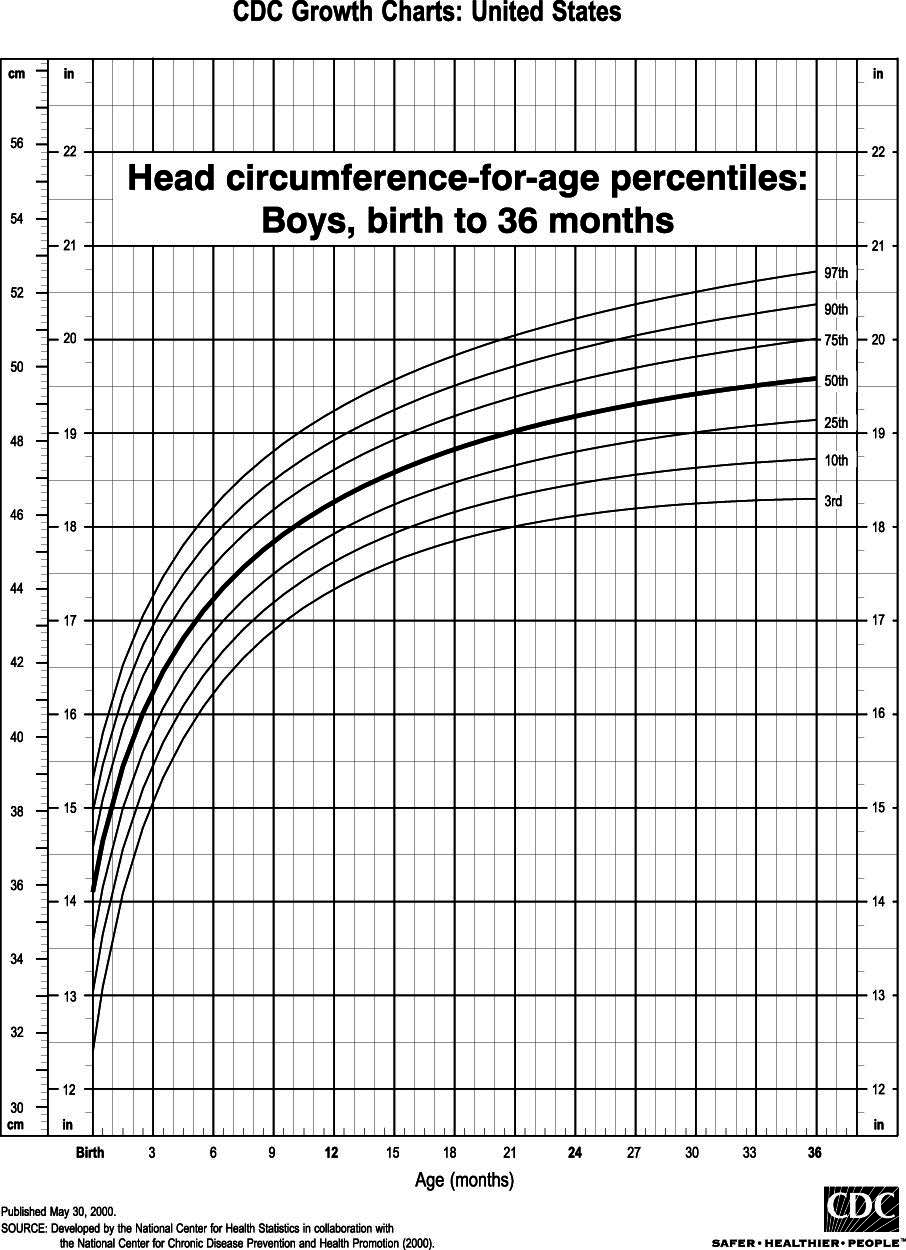 CDC Growth Charts: United States
cm
in
in
56
22
22
Head circumference-for-age percentiles:
Boys, birth to 36 months
54
21
21
97th
52
90th
20
75th
20
50
50th
25th
19
19
48
10th
46
3rd
18
18
44
17
17
42
16
16
40
38
15
15
36
14
14
34
13
13
32
12
12
30
cm
in
in
Birth 3 6 9 12 15 18 21 24 27 30 33 36
Age (months)
Published May 30, 2000.
SOURCE: Developed by the National Center for Health Statistics in collaboration with
the National Center for Chronic Disease Prevention and Health Promotion (2000).
CDC
SAFER • HEALTHIER • PEOPLE™